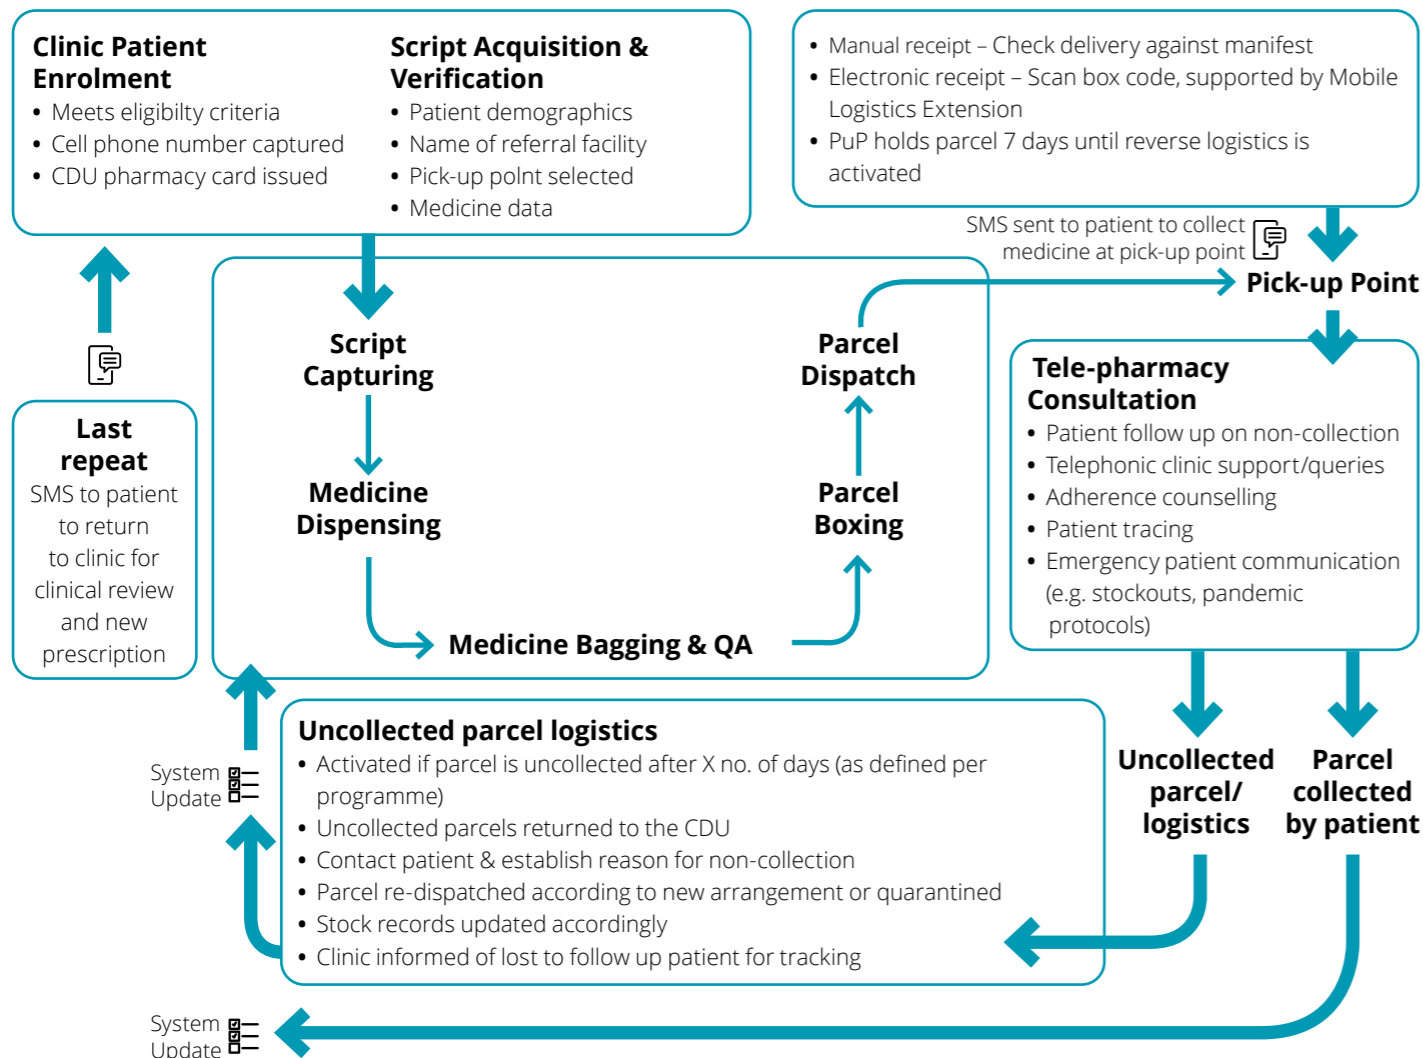 Clinic Patient
Enrolment
• Meets eligibilty criteria
• Cell phone number captured
• CDU pharmacy card issued
Script Acquisition &
Verification
• Patient demographics
• Name of referral facility
• Pick-up polnt selected
• Medicine data
• Manual receipt – Check delivery against manifest
• Electronic receipt – Scan box code, supported by Mobile
Logistics Extension
• PuP holds parcel 7 days until reverse logistics is
activated
SMS sent to patient to collect
medicine at pick-up point
Pick-up Point
Script
Capturing
Medicine
Dispensing
Medicine Bagging & QA
Parcel
Boxing
Parcel
Dispatch
Last
repeat
SMS to patient
to return
to clinic for
clinical review
and new
prescription
Tele-pharmacy
Consultation
• Patient follow up on non-collection
• Telephonic clinic support/queries
• Adherence counselling
• Patient tracing
• Emergency patient communication
(e.g. stockouts, pandemic
protocols)
Uncollected
parcel/
logistics
Parcel
collected
by patient
Uncollected parcel logistics
• Activated if parcel is uncollected after X no. of days (as defined per
programme)
• Uncollected parcels returned to the CDU
• Contact patient & establish reason for non-collection
• Parcel re-dispatched according to new arrangement or quarantined
• Stock records updated accordingly
• Clinic informed of lost to follow up patient for tracking
System
Update
System
Update